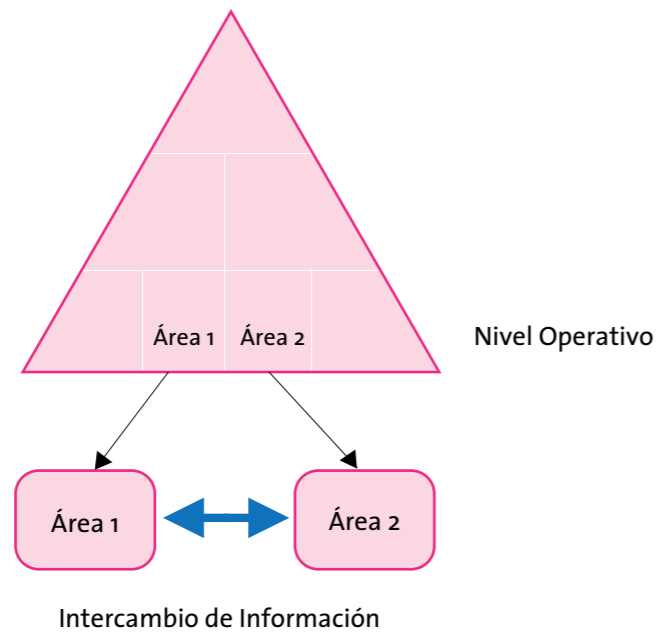 Área 1 Área 2
Nivel Operativo
Área 1
Área 2
Intercambio de Información